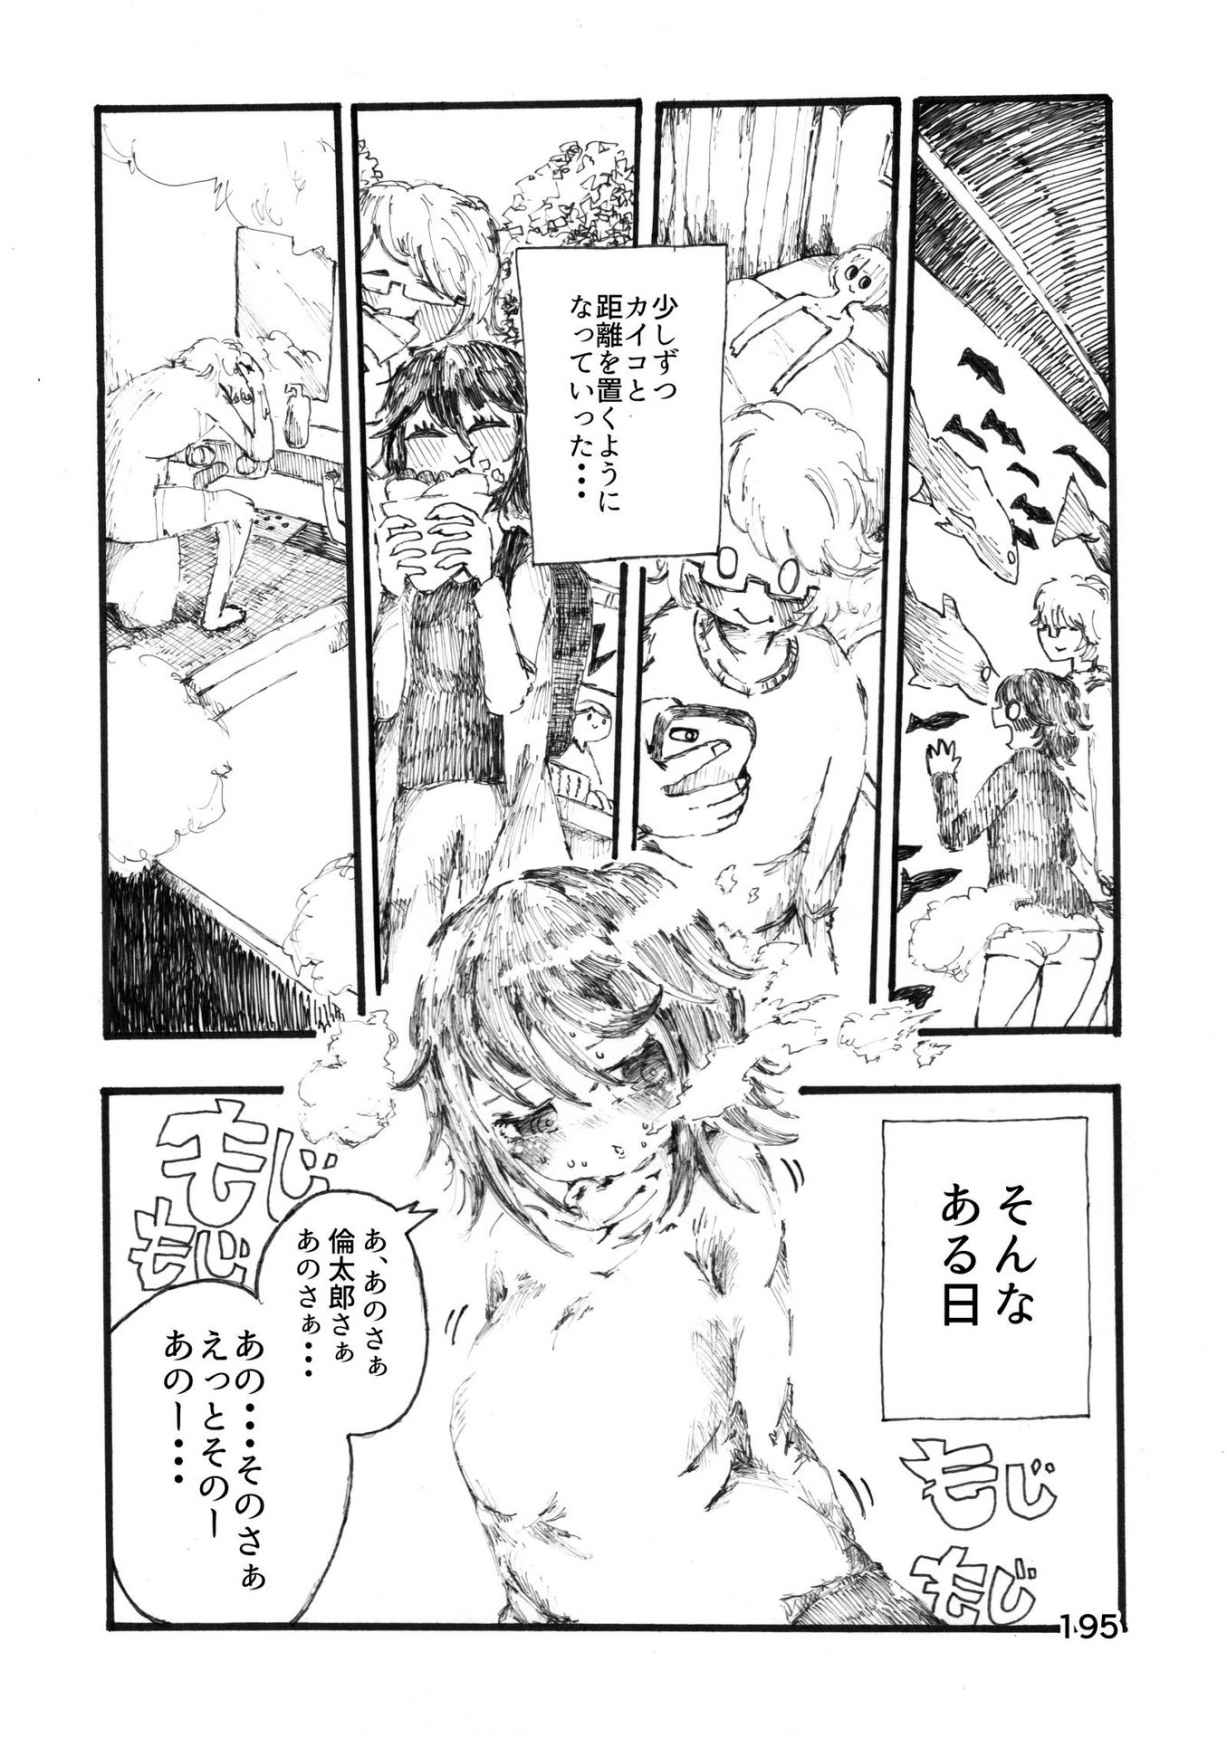 少しずつ
カイコと
距離を置くように
なっていった・・・
そんな
ある日
もじ
もじ
あ、あのさぁ
倫太郎さぁ
あのさぁ・・・
あの・・・そのさぁ
えっとそのー
あのー・・・
もじ
もじ
195